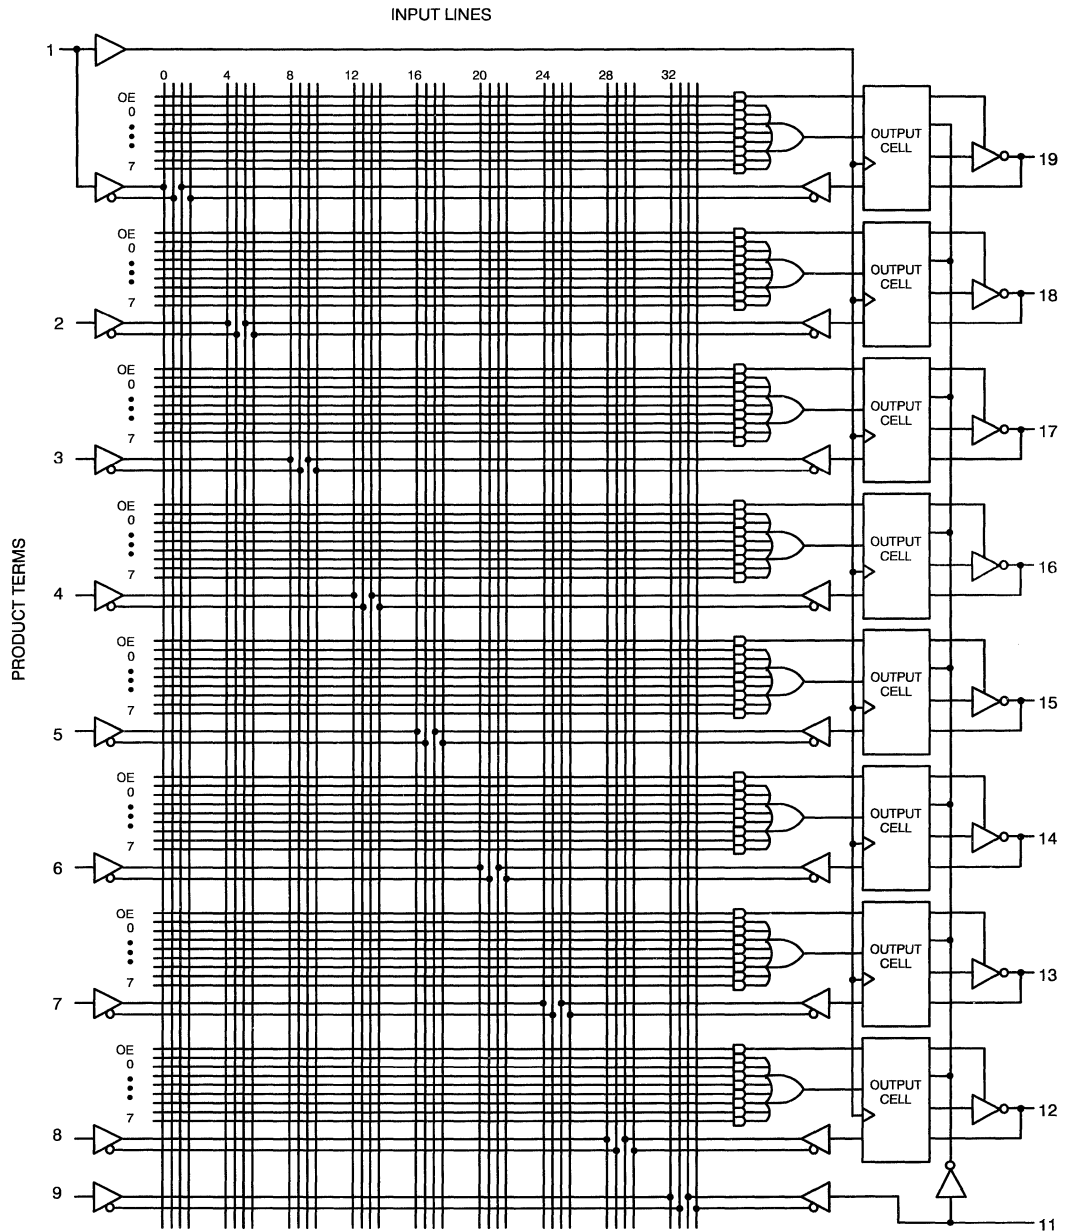 INPUT LINES
1
0 4 8 12 16 20 24 28 32
OE
0
7
OUTPUT
CELL
19
OE
0
7
OUTPUT
CELL
18
2
OE
0
7
OUTPUT
CELL
17
3
OE
0
7
OUTPUT
CELL
16
4
PRODUCT TERMS
OE
0
7
OUTPUT
CELL
15
5
OE
0
7
OUTPUT
CELL
14
6
OE
0
7
OUTPUT
CELL
13
7
OE
0
7
OUTPUT
CELL
12
8
9
11